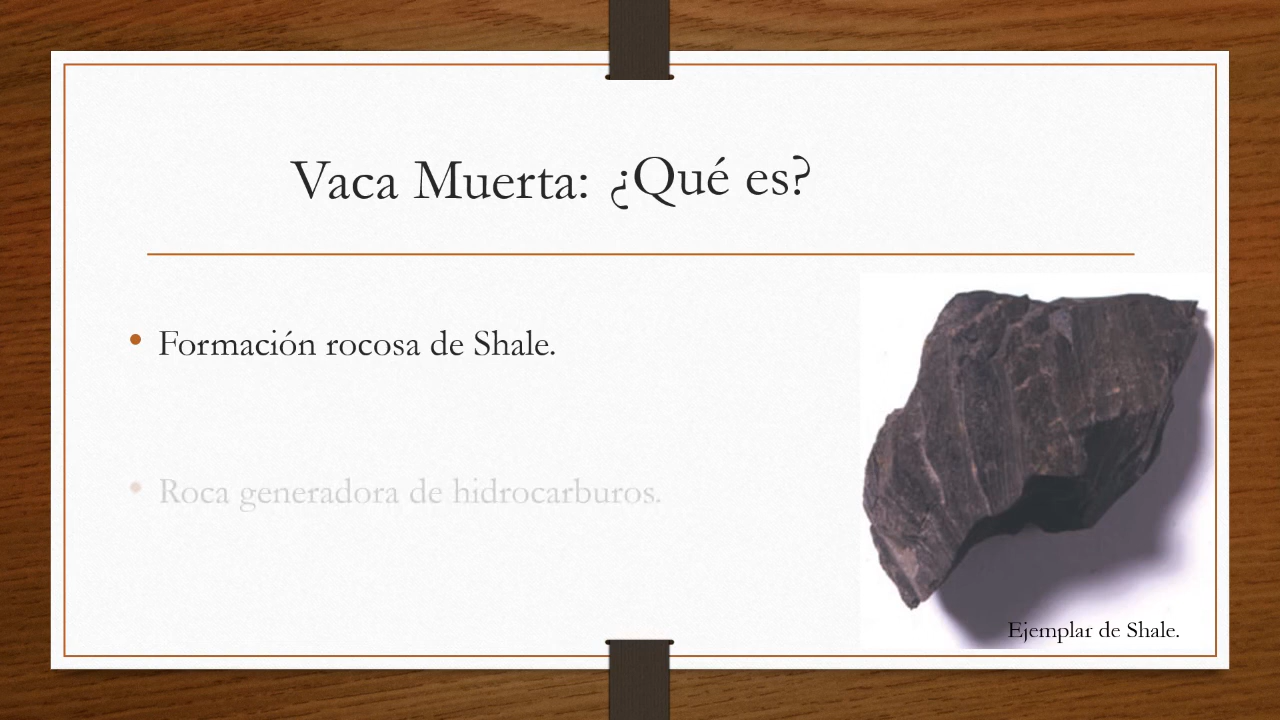 Vaca Muerta: ¿Qué es?
• Formación rocosa de Shale.
• Roca generadora de hidrocarburos.
Ejemplar de Shale.